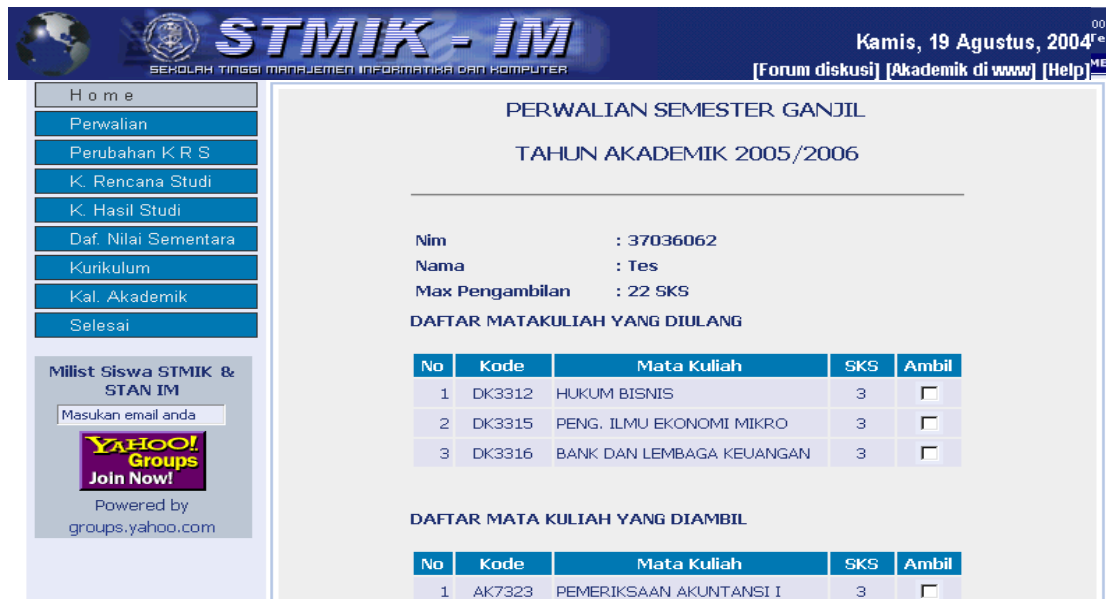 STMIK - IM
SEKOLAH TINGGI MANAJEMEN INFORMATIKA DAN KOMPUTER
Kamis, 19 Agustus, 2004
[Forum diskusi] [Akademik di www] [Help]
Home
Perwalian
Perubahan K R S
K. Rencana Studi
K. Hasil Studi
Daf. Nilai Sementara
Kurikulum
Kal. Akademik
Selesai
Milist Siswa STMIK &
STAN IM
Masukan email anda
YAHOO!
Groups
Join Now!
Powered by
groups.yahoo.com
PERWALIAN SEMESTER GANJIL
TAHUN AKADEMIK 2005/2006
Nim : 37036062
Nama : Tes
Max Pengambilan : 22 SKS
DAFTAR MATAKULIAH YANG DIULANG
No Kode Mata Kuliah SKS Ambil
1 DK3312 HUKUM BISNIS 3
2 DK3315 PENG. ILMU EKONOMI MIKRO 3
3 DK3316 BANK DAN LEMBAGA KEUANGAN 3
DAFTAR MATA KULIAH YANG DIAMBIL
No Kode Mata Kuliah SKS Ambil
1 AK7323 PEMERIKSAAN AKUNTANSI I 3